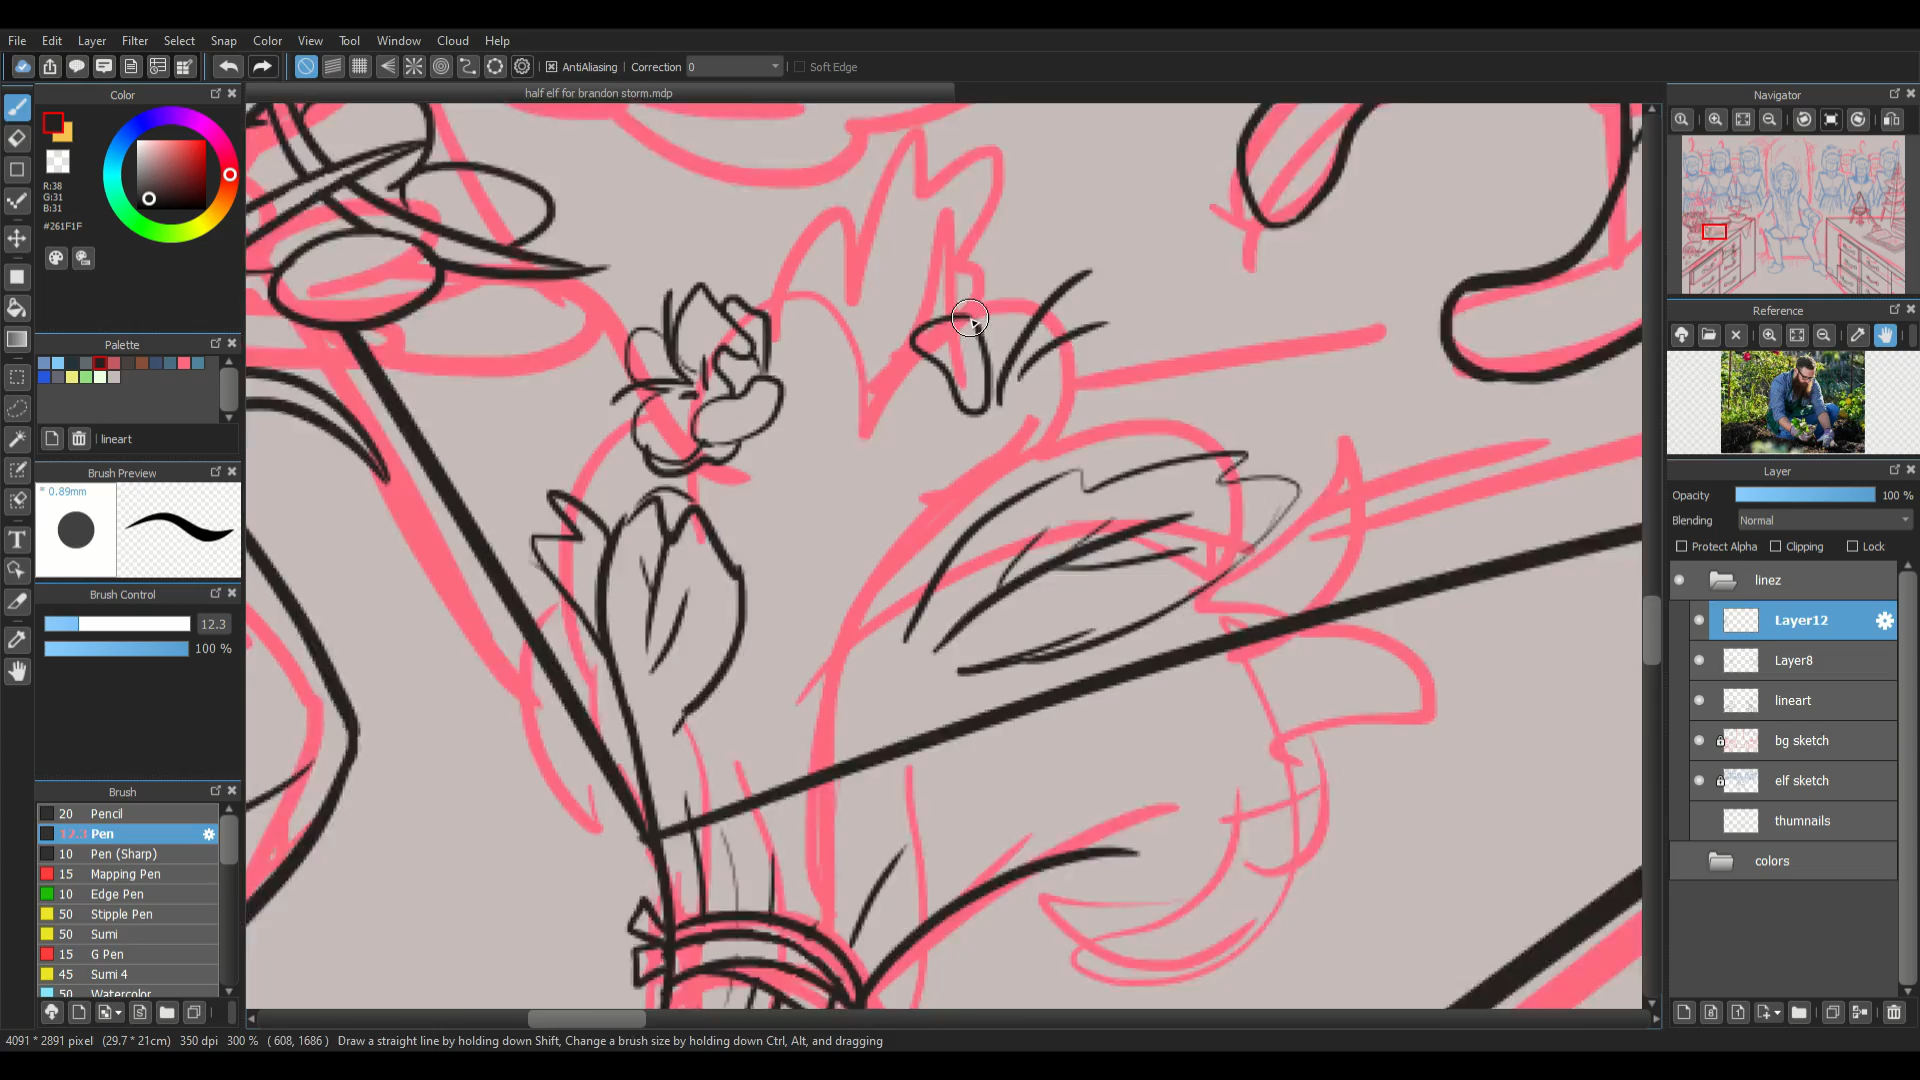 File Edit Layer Filter Select Snap Color View Tool Window Cloud Help
AntiAliasing Correction 0 Soft Edge
Color
half elf for brandon storm.mdp
Navigator
R:38
G:31
B:31
#261F1F
Reference
Palette
lineart
Brush Preview
* 0.89mm
Layer
Opacity 100 %
Blending Normal
Protect Alpha Clipping Lock
linez
Brush Control
12.3
100 %
Layer12
Layer8
lineart
bg sketch
elf sketch
thumnails
colors
Brush
20 Pencil
12.3 Pen
10 Pen (Sharp)
15 Mapping Pen
10 Edge Pen
50 Stipple Pen
50 Sumi
15 G Pen
45 Sumi 4
50 Watercolor
4091 * 2891 pixel (29.7 * 21cm) 350 dpi 300 % ( 608, 1686 ) Draw a straight line by holding down Shift, Change a brush size by holding down Ctrl, Alt, and dragging